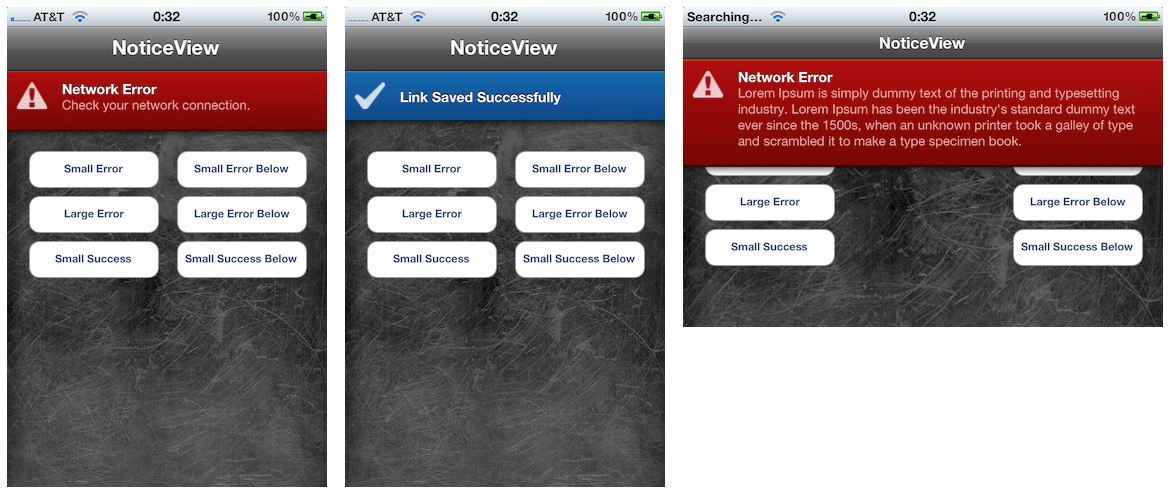 AT&T 0:32 100%
NoticeView
Network Error
Check your network connection.
Small Error Small Error Below
Large Error Large Error Below
Small Success Small Success Below
AT&T 0:32 100%
NoticeView
Link Saved Successfully
Small Error Small Error Below
Large Error Large Error Below
Small Success Small Success Below
Searching... 0:32 100%
NoticeView
Network Error
Lorem Ipsum is simply dummy text of the printing and typesetting
industry. Lorem Ipsum has been the industry's standard dummy text
ever since the 1500s, when an unknown printer took a galley of type
and scrambled it to make a type specimen book.
Large Error Large Error Below
Small Success Small Success Below